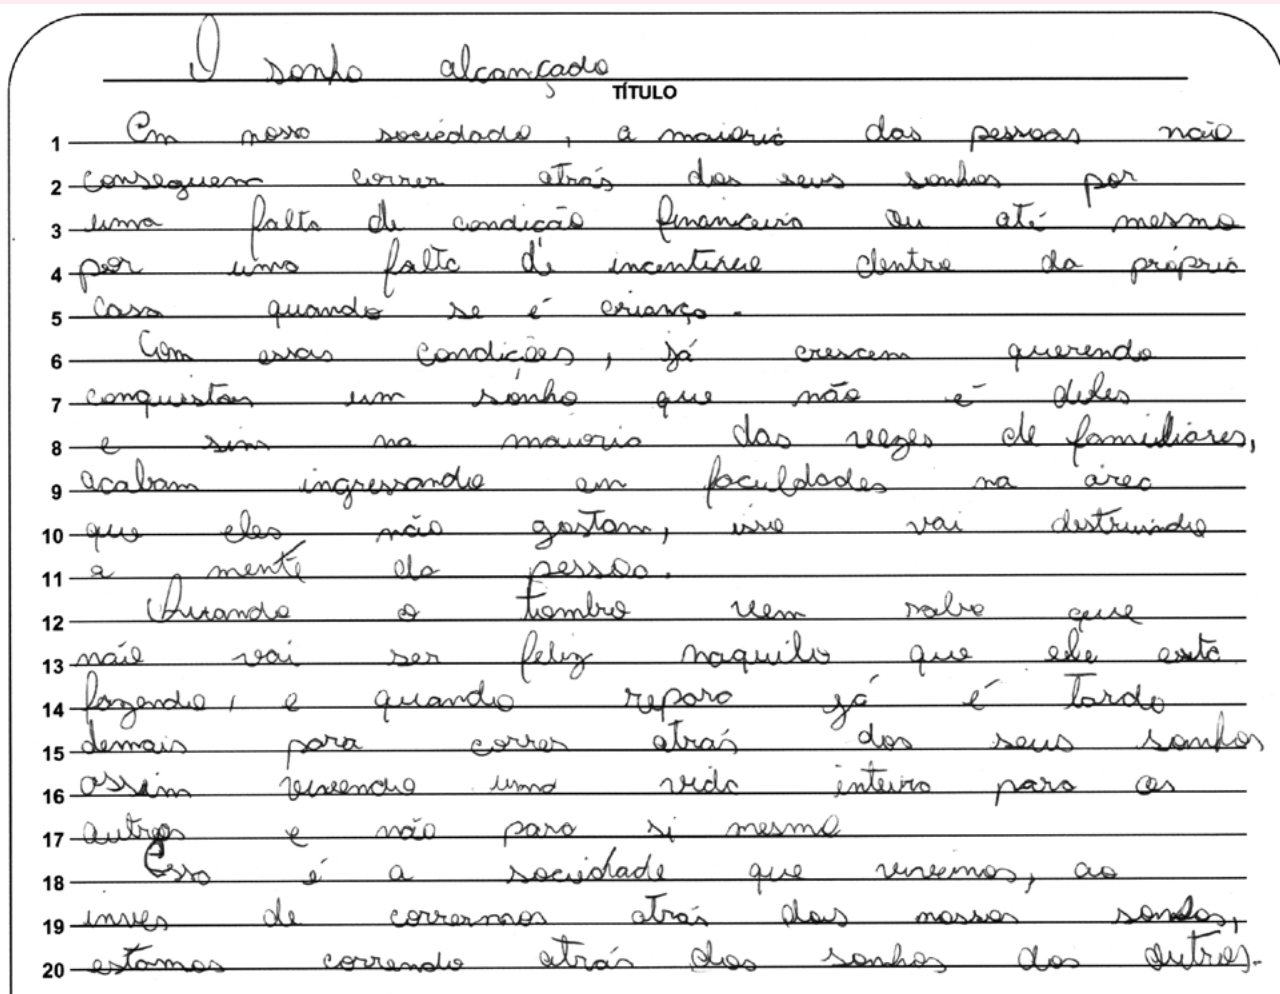 O sonho alcançado
TÍTULO
1 Em nossa sociedade, a maioria das pessoas não
2 conseguem correr atrás dos seus sonhos por
3 uma falta de condição financeira ou até mesmo
4 por uma falta de incentivo dentro da própria
5 casa quando se é criança.
6 Com essas condições, já crescem querendo
7 conquistar um sonho que não é deles
8 e sim na maioria das vezes de familiares,
9 acabam ingressando em faculdades na área
10 que eles não gostam, isso vai destruindo
11 a mente da pessoa.
12 Quando o tombo vem sabe que
13 não vai ser feliz naquilo que ele está
14 fazendo, e quando repara já é tarde
15 demais para correr atrás dos seus sonhos
16 assim vivendo uma vida inteira para os
17 outros e não para si mesmo
18 Essa é a sociedade que vivemos, ao
19 invés de corrermos atrás dos nossos sonhos,
20 estamos correndo atrás dos sonhos dos outros.